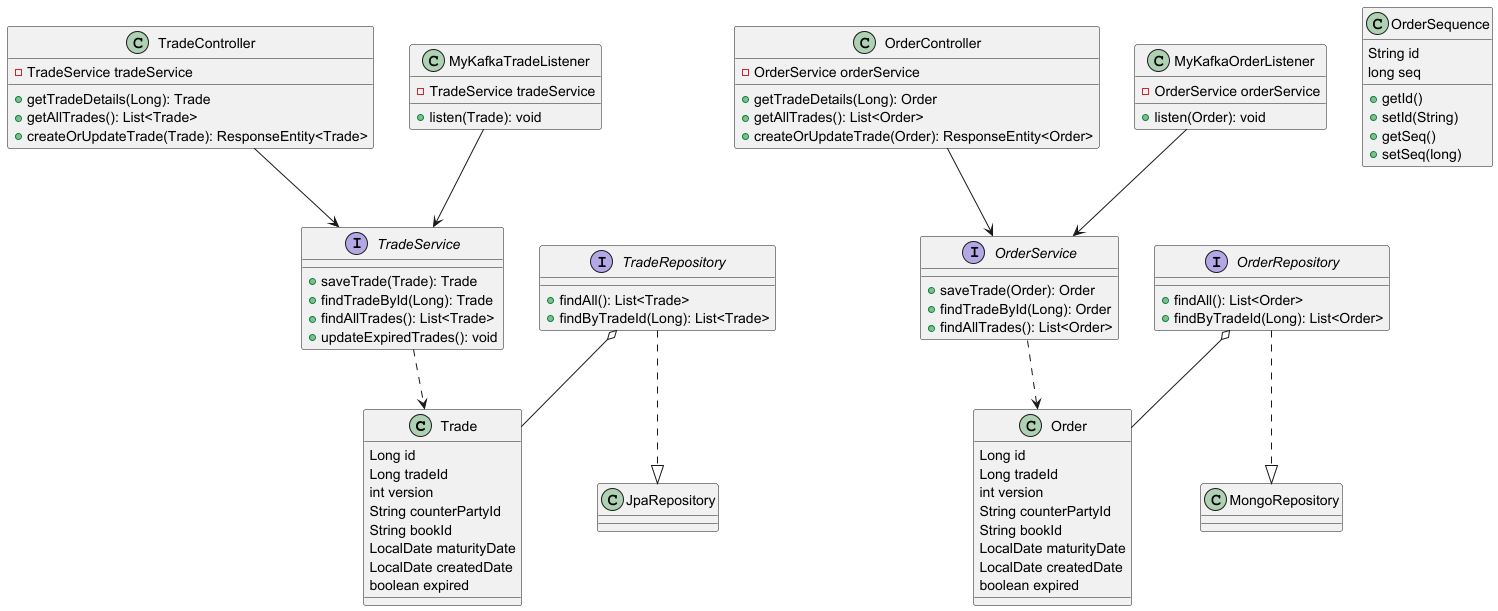 C TradeController
TradeService tradeService
getTradeDetails(Long): Trade
getAllTrades(): List<Trade>
createOrUpdateTrade(Trade): ResponseEntity<Trade>
C MyKafkaTradeListener
TradeService tradeService
listen(Trade): void
C OrderController
OrderService orderService
getTradeDetails(Long): Order
getAllTrades(): List<Order>
createOrUpdateTrade(Order): ResponseEntity<Order>
C MyKafkaOrderListener
OrderService orderService
listen(Order): void
C OrderSequence
String id
long seq
getId()
setId(String)
getSeq()
setSeq(long)
I TradeService
saveTrade(Trade): Trade
findTradeById(Long): Trade
findAllTrades(): List<Trade>
updateExpiredTrades(): void
I TradeRepository
findAll(): List<Trade>
findByTradeId(Long): List<Trade>
I OrderService
saveTrade(Order): Order
findTradeById(Long): Order
findAllTrades(): List<Order>
I OrderRepository
findAll(): List<Order>
findByTradeId(Long): List<Order>
C Trade
Long id
Long tradeId
int version
String counterPartyId
String bookId
LocalDate maturityDate
LocalDate createdDate
boolean expired
C JpaRepository
C Order
Long id
Long tradeId
int version
String counterPartyId
String bookId
LocalDate maturityDate
LocalDate createdDate
boolean expired
C MongoRepository